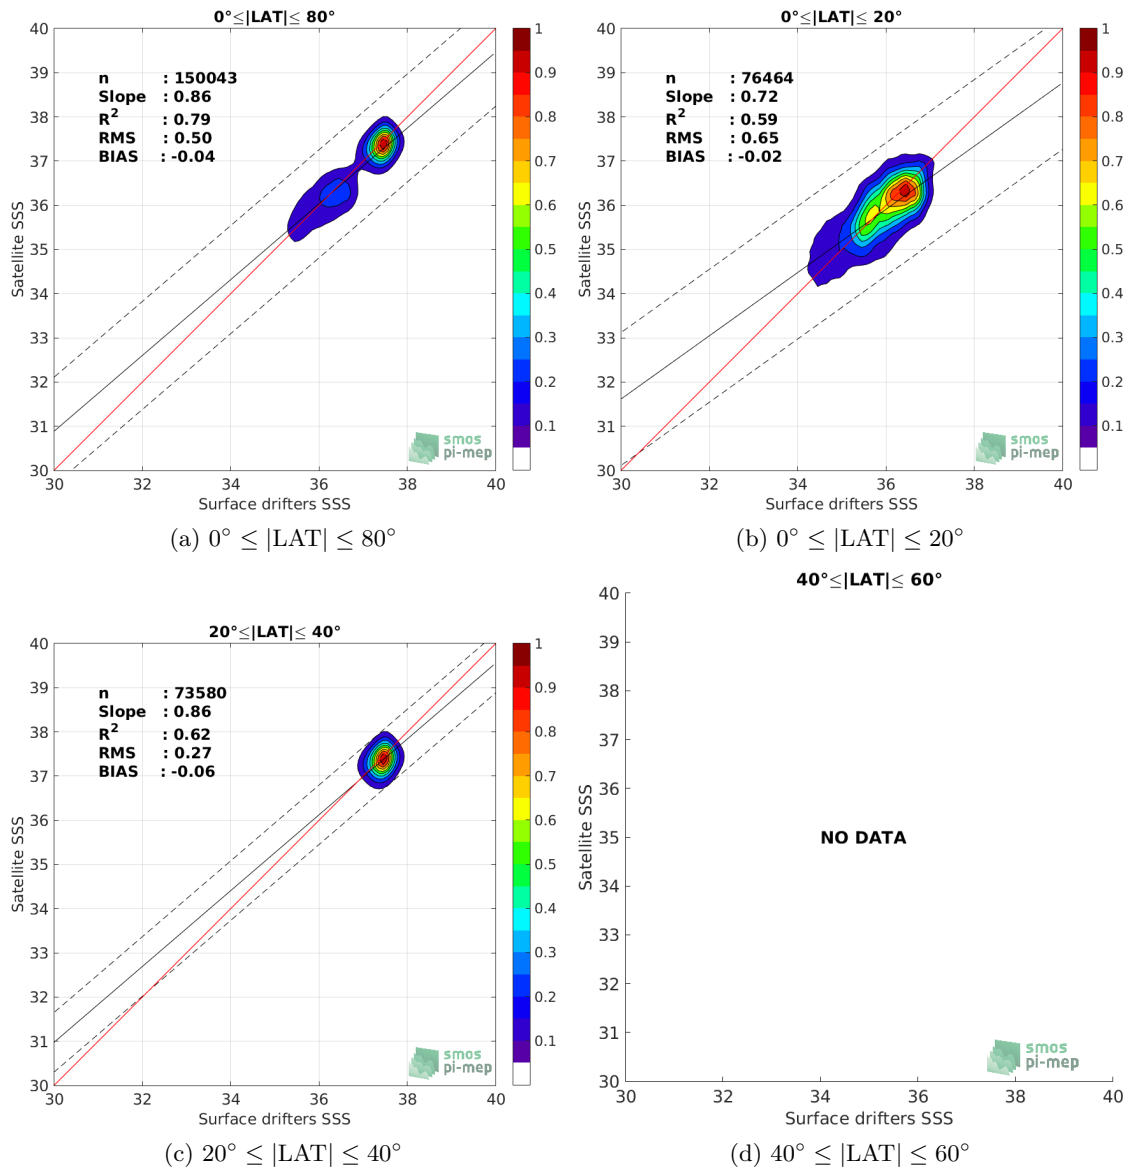 0°≤|LAT|≤ 80°
40
39
38
37
36
35
34
33
32
31
30
n : 150043
Slope : 0.86
R2 : 0.79
RMS : 0.50
BIAS : -0.04
1
0.9
0.8
0.7
0.6
0.5
0.4
0.3
0.2
0.1
Satellite SSS
smos
pi-mep
30 32 34 36 38 40
Surface drifters SSS
(a) 0° ≤ |LAT| ≤ 80°
0°≤|LAT|≤ 20°
40
39
38
37
36
35
34
33
32
31
30
n : 76464
Slope : 0.72
R2 : 0.59
RMS : 0.65
BIAS : -0.02
1
0.9
0.8
0.7
0.6
0.5
0.4
0.3
0.2
0.1
Satellite SSS
smos
pi-mep
30 32 34 36 38 40
Surface drifters SSS
(b) 0° ≤ |LAT| ≤ 20°
20°≤|LAT|≤ 40°
40
39
38
37
36
35
34
33
32
31
30
n : 73580
Slope : 0.86
R2 : 0.62
RMS : 0.27
BIAS : -0.06
1
0.9
0.8
0.7
0.6
0.5
0.4
0.3
0.2
0.1
Satellite SSS
smos
pi-mep
30 32 34 36 38 40
Surface drifters SSS
(c) 20° ≤ |LAT| ≤ 40°
40°≤|LAT|≤ 60°
40
39
38
37
36
35
34
33
32
31
30
NO DATA
Satellite SSS
smos
pi-mep
30 32 34 36 38 40
Surface drifters SSS
(d) 40° ≤ |LAT| ≤ 60°